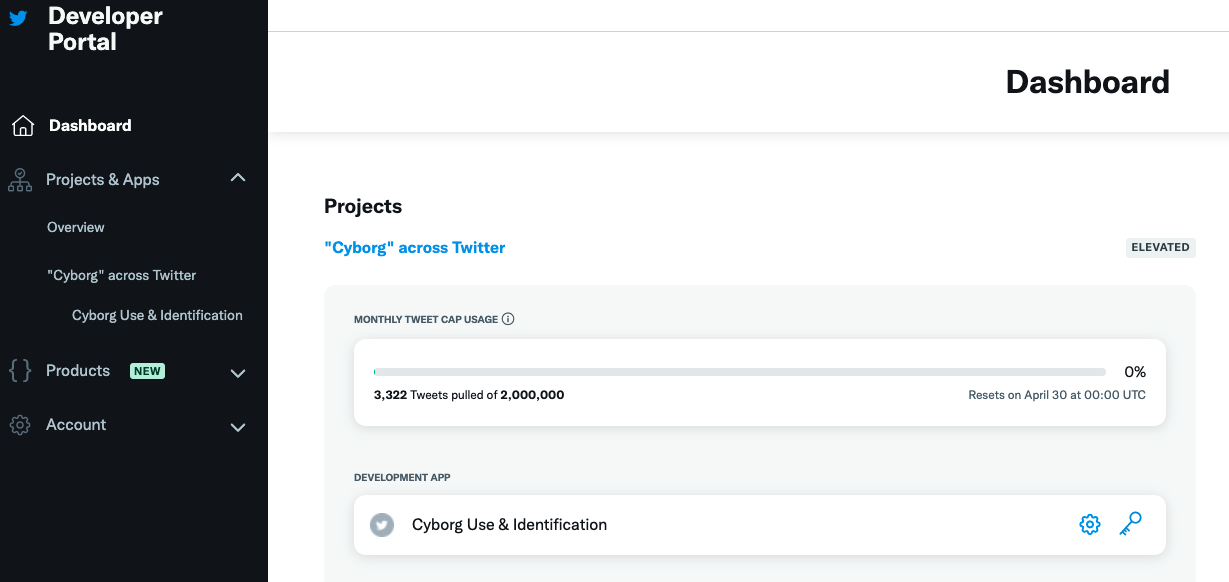 Developer
Portal
Dashboard
Projects & Apps
Overview
"Cyborg" across Twitter
Cyborg Use & Identification
Products NEW
Account
Dashboard
Projects
"Cyborg" across Twitter
ELEVATED
MONTHLY TWEET CAP USAGE
0%
3,322 Tweets pulled of 2,000,000
Resets on April 30 at 00:00 UTC
DEVELOPMENT APP
Cyborg Use & Identification